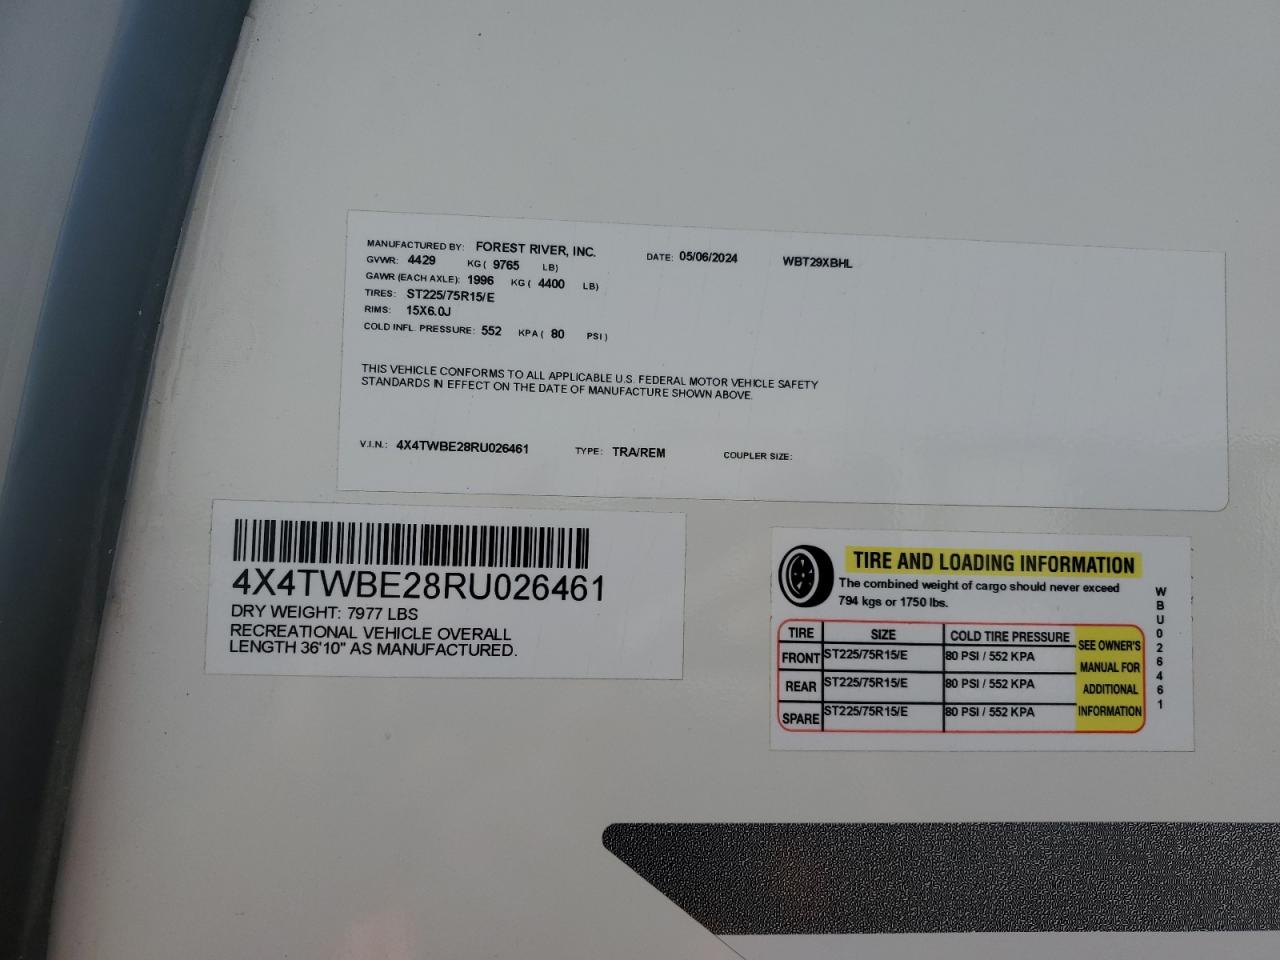 MANUFACTURED BY: FOREST RIVER, INC. DATE: 05/06/2024 WBT29XBHL
GVWR: 4429 KG ( 9765 LB)
GAWR (EACH AXLE): 1996 KG ( 4400 LB)
TIRES: ST225/75R15/E
RIMS: 15X6.0J
COLD INFL. PRESSURE: 552 KPA ( 80 PSI )
THIS VEHICLE CONFORMS TO ALL APPLICABLE U.S. FEDERAL MOTOR VEHICLE SAFETY
STANDARDS IN EFFECT ON THE DATE OF MANUFACTURE SHOWN ABOVE.
V.I.N.: 4X4TWBE28RU026461 TYPE: TRA/REM COUPLER SIZE:
4X4TWBE28RU026461
DRY WEIGHT: 7977 LBS
RECREATIONAL VEHICLE OVERALL
LENGTH 36'10" AS MANUFACTURED.
TIRE AND LOADING INFORMATION
The combined weight of cargo should never exceed
794 kgs or 1750 lbs.
TIRE SIZE COLD TIRE PRESSURE
FRONT ST225/75R15/E 80 PSI / 552 KPA
REAR ST225/75R15/E 80 PSI / 552 KPA
SPARE ST225/75R15/E 80 PSI / 552 KPA
SEE OWNER'S
MANUAL FOR
ADDITIONAL
INFORMATION
WBU026461